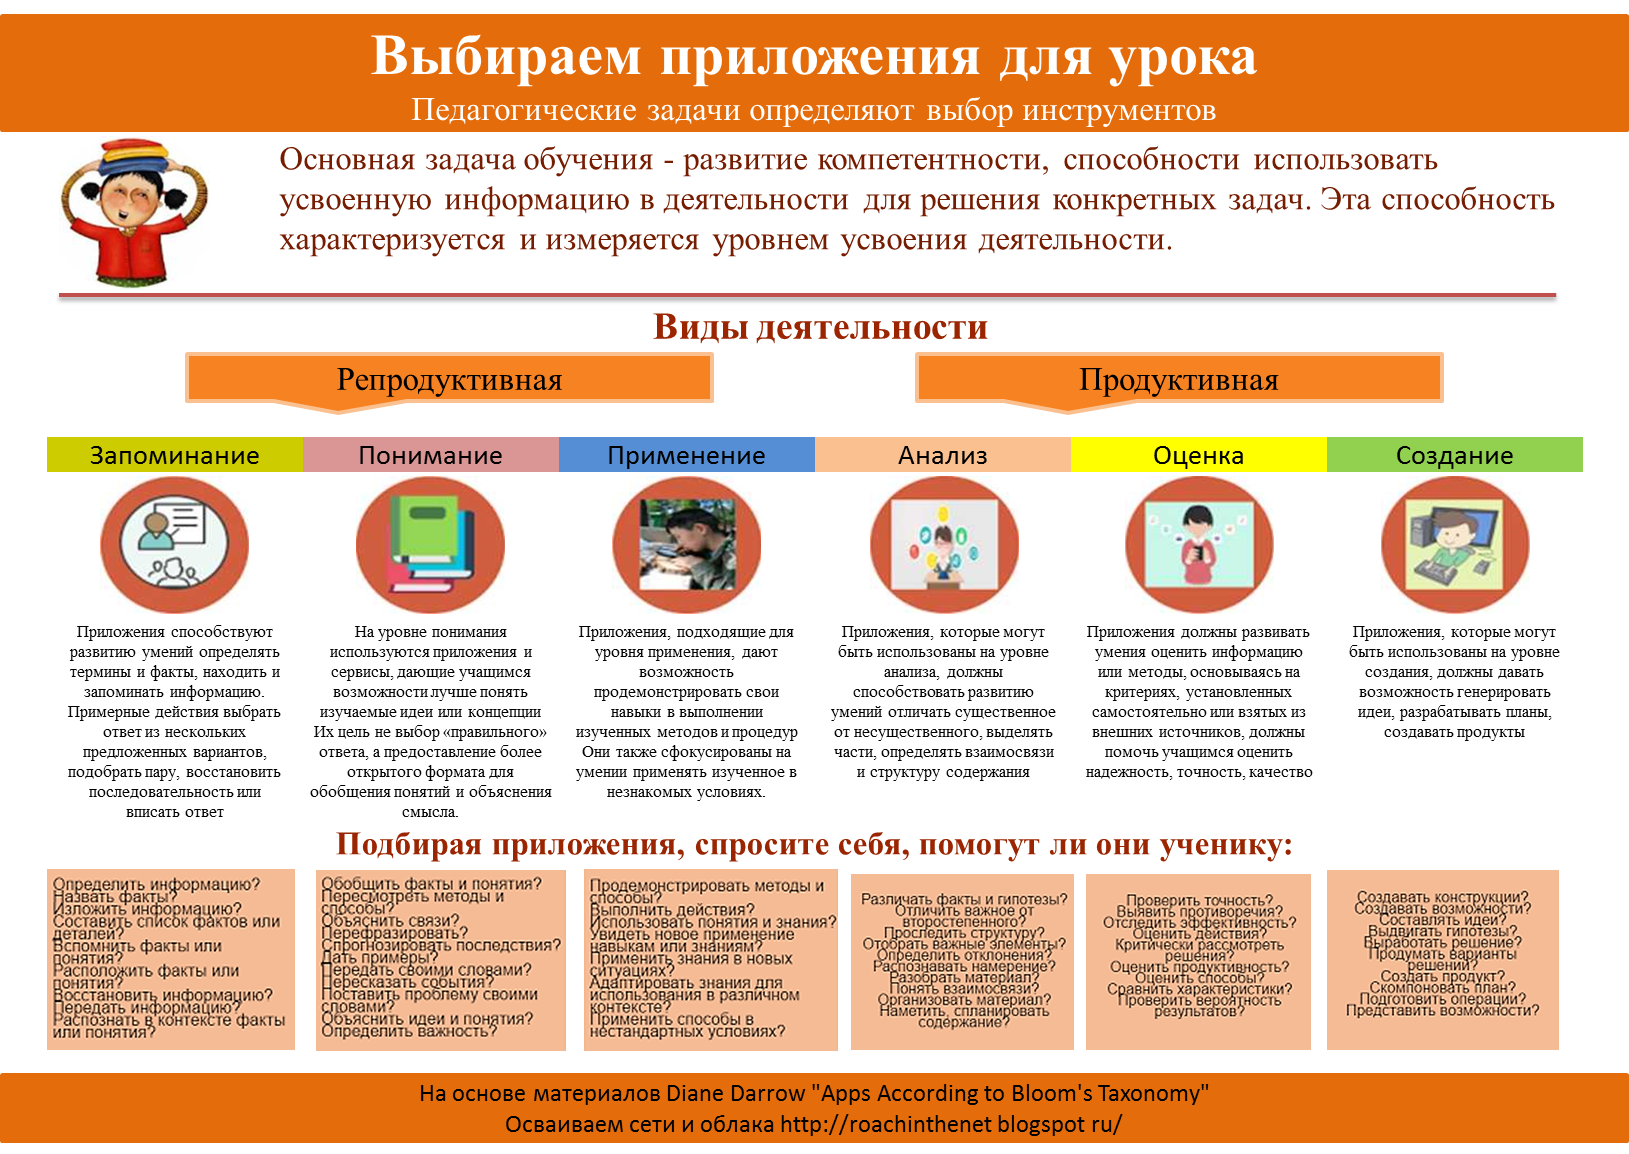 Выбираем приложения для урока
Педагогические задачи определяют выбор инструментов
Основная задача обучения - развитие компетентности, способности использовать
усвоенную информацию в деятельности для решения конкретных задач. Эта способность
характеризуется и измеряется уровнем усвоения деятельности.
Виды деятельности
Репродуктивная
Продуктивная
Запоминание
Понимание
Применение
Анализ
Оценка
Создание
Приложения способствуют
развитию умений определять
термины и факты, находить и
запоминать информацию.
Примерные действия выбрать
ответ из нескольких
предложенных вариантов,
подобрать пару, восстановить
последовательность или
вписать ответ
На уровне понимания
используются приложения и
сервисы, дающие учащимся
возможности лучше понять
изучаемые идеи или концепции
Их цель не выбор «правильного»
ответа, а предоставление более
открытого формата для
обобщения понятий и объяснения
смысла.
Приложения, подходящие для
уровня применения, дают
возможность
продемонстрировать свои
навыки в выполнении
изученных методов и процедур
Они также сфокусированы на
умении применять изученное в
незнакомых условиях.
Приложения, которые могут
быть использованы на уровне
анализа, должны
способствовать развитию
умений отличать существенное
от несущественного, выделять
части, определять взаимосвязи
и структуру содержания
Приложения должны развивать
умения оценить информацию
или методы, основываясь на
критериях, установленных
самостоятельно или взятых из
внешних источников, должны
помочь учащимся оценить
надежность, точность, качество
Приложения, которые могут
быть использованы на уровне
создания, должны давать
возможность генерировать
идеи, разрабатывать планы,
создавать продукты
Подбирая приложения, спросите себя, помогут ли они ученику:
Определить информацию?
Назвать факты?
Изложить информацию?
Составить список фактов или
деталей?
Вспомнить факты или
понятия?
Расположить факты или
понятия?
Восстановить информацию?
Передать информацию?
Распознать в контексте факты
или понятия?
Обобщить факты и понятия?
Пересмотреть методы и
способы?
Объяснить связи?
Перефразировать?
Спрогнозировать последствия?
Дать примеры?
Передать своими словами?
Пересказать события?
Поставить проблему своими
словами?
Объяснить идеи и понятия?
Определить важность?
Продемонстрировать методы и
способы?
Выполнить действия?
Использовать понятия и знания?
Увидеть новое применение
навыкам или знаниям?
Применить знания в новых
ситуациях?
Адаптировать знания для
использования в различном
контексте?
Применить способы в
нестандартных условиях?
Различать факты и гипотезы?
Отличить важное от
второстепенного?
Проследить структуру?
Отобрать важные элементы?
Определить отклонения?
Распознавать намерение?
Разобрать материал?
Понять взаимосвязи?
Организовать материал?
Наметить, спланировать
содержание?
Проверить точность?
Выявить противоречия?
Отследить эффективность?
Оценить действия?
Критически рассмотреть
решения?
Оценить продуктивность?
Оценить способы?
Сравнить характеристики?
Проверить вероятность
результатов?
Создавать конструкции?
Создавать возможности?
Составлять идеи?
Выдвигать гипотезы?
Выработать решение?
Продумать варианты
решений?
Создать продукт?
Скомпоновать план?
Подготовить операции?
Представить возможности?
На основе материалов Diane Darrow "Apps According to Bloom's Taxonomy"
Осваиваем сети и облака http://roachinthenet blogspot ru/